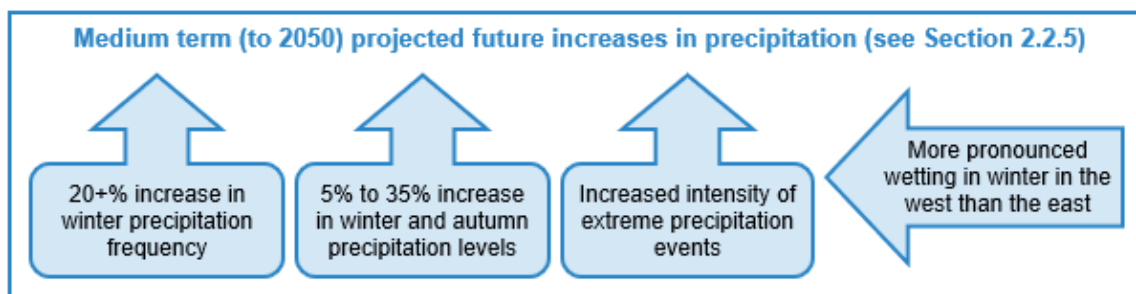 Medium term (to 2050) projected future increases in precipitation (see Section 2.2.5)
20+% increase in
winter precipitation
frequency
5% to 35% increase
in winter and autumn
precipitation levels
Increased intensity of
extreme precipitation
events
More pronounced
wetting in winter in the
west than the east